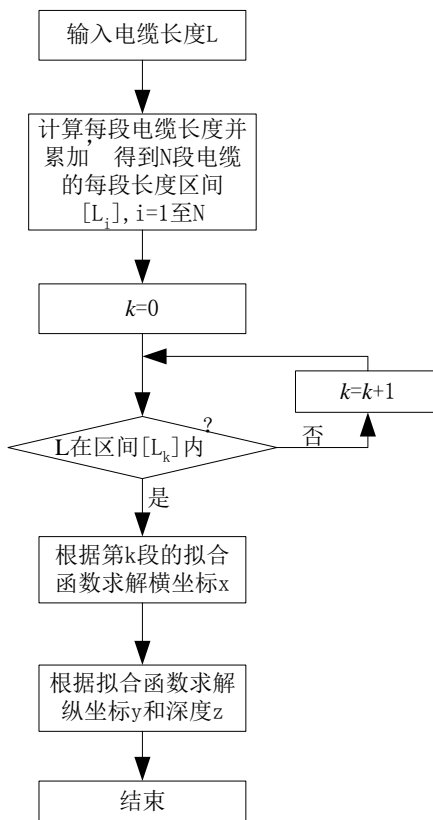 输入电缆长度L
计算每段电缆长度并
累加，得到N段电缆
的每段长度区间
[Lᵢ],i=1至N
k=0
k=k+1
L在区间[Lₖ]内？
否
是
根据第k段的拟合
函数求解横坐标x
根据拟合函数求解
纵坐标y和深度z
结束